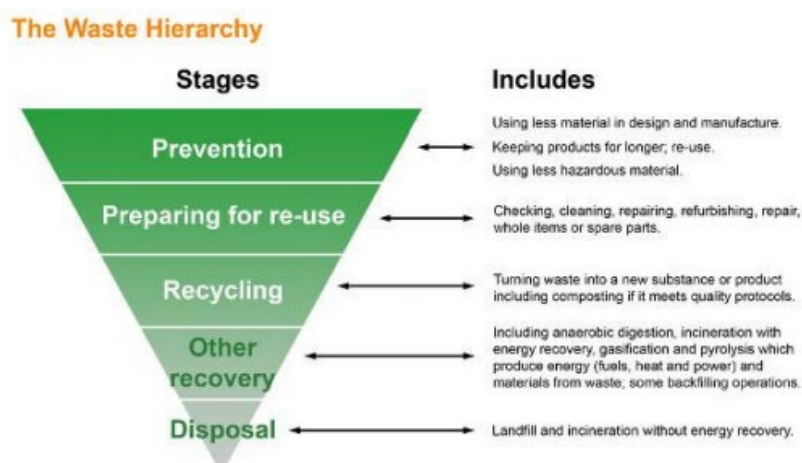 The Waste Hierarchy
Stages
Includes
Prevention
Using less material in design and manufacture.
Keeping products for longer; re-use.
Using less hazardous material.
Preparing for re-use
Checking, cleaning, repairing, refurbishing, repair,
whole items or spare parts.
Recycling
Turning waste into a new substance or product
including composting if it meets quality protocols.
Other
recovery
Including anaerobic digestion, incineration with
energy recovery, gasification and pyrolysis which
produce energy (fuels, heat and power) and
materials from waste; some backfilling operations.
Disposal
Landfill and incineration without energy recovery.